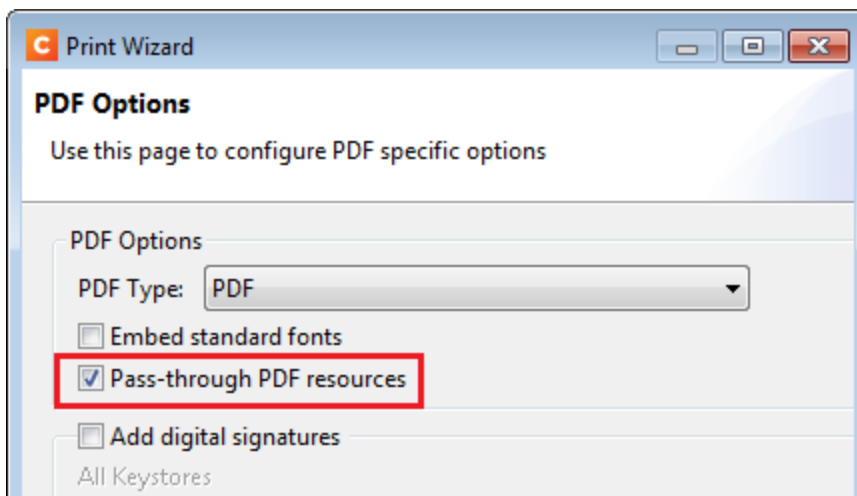 C Print Wizard
PDF Options
Use this page to configure PDF specific options
PDF Options
PDF Type: PDF
Embed standard fonts
Pass-through PDF resources
Add digital signatures
All Keystores